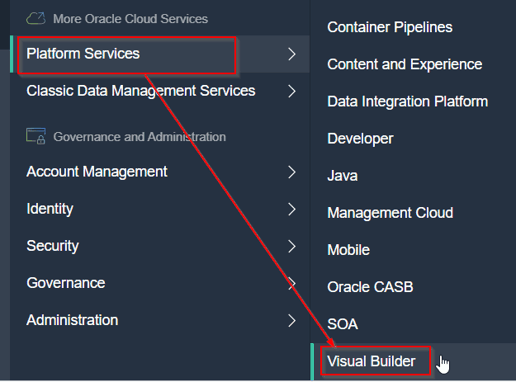 More Oracle Cloud Services
Platform Services
Classic Data Management Services
Governance and Administration
Account Management
Identity
Security
Governance
Administration
Container Pipelines
Content and Experience
Data Integration Platform
Developer
Java
Management Cloud
Mobile
Oracle CASB
SOA
Visual Builder